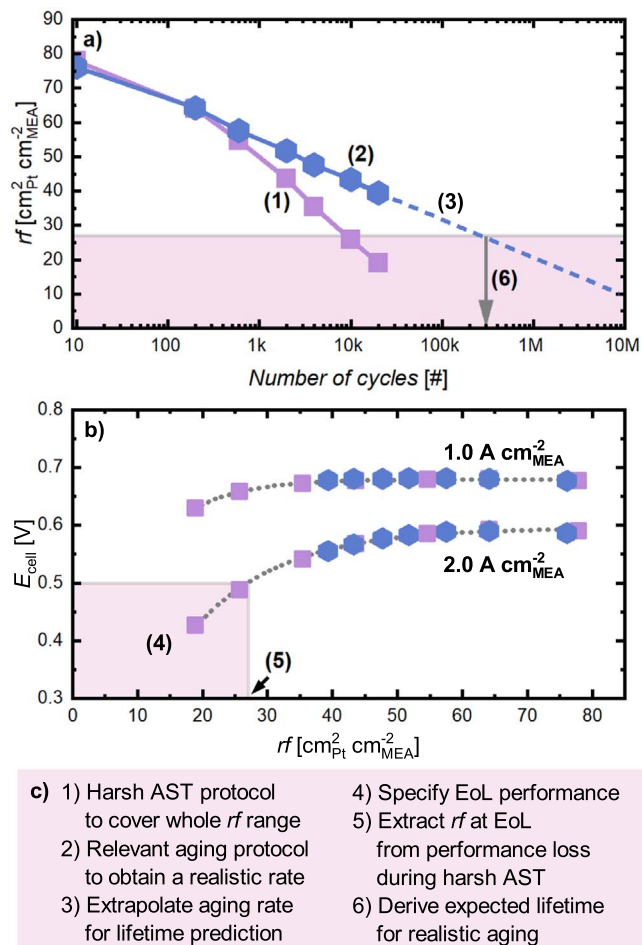 a)
90
80
70
60
50
40
30
20
10
0
rf [cm²Pt cm⁻²MEA]
(1)
(2)
(3)
(6)
10 100 1k 10k 100k 1M 10M
Number of cycles [#]
b)
0.8
0.7
0.6
0.5
0.4
0.3
Ecell [V]
1.0 A cm⁻²MEA
2.0 A cm⁻²MEA
(4)
(5)
0 10 20 30 40 50 60 70 80
rf [cm²Pt cm⁻²MEA]
c) 1) Harsh AST protocol
to cover whole rf range
2) Relevant aging protocol
to obtain a realistic rate
3) Extrapolate aging rate
for lifetime prediction
4) Specify EoL performance
5) Extract rf at EoL
from performance loss
during harsh AST
6) Derive expected lifetime
for realistic aging